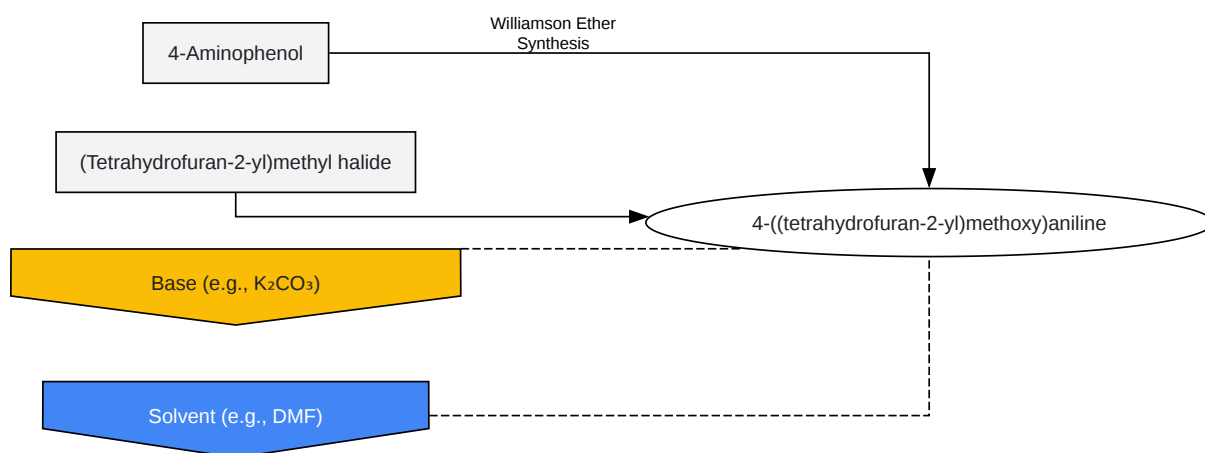 Williamson Ether
Synthesis
4-Aminophenol
(Tetrahydrofuran-2-yl)methyl halide
4-((tetrahydrofuran-2-yl)methoxy)aniline
Base (e.g., K₂CO₃)
Solvent (e.g., DMF)